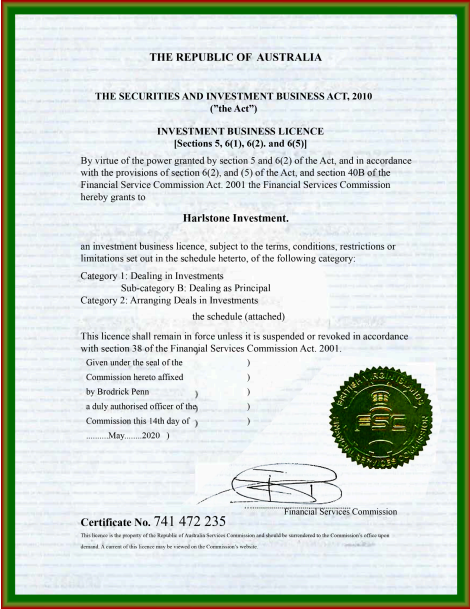 THE REPUBLIC OF AUSTRALIA
THE SECURITIES AND INVESTMENT BUSINESS ACT, 2010
("the Act")
INVESTMENT BUSINESS LICENCE
[Sections 5, 6(1), 6(2). and 6(5)]
By virtue of the power granted by section 5 and 6(2) of the Act, and in accordance
with the provisions of section 6(2), and (5) of the Act, and section 40B of the
Financial Service Commission Act. 2001 the Financial Services Commission
hereby grants to
Harlstone Investment.
an investment business licence, subject to the terms, conditions, restrictions or
limitations set out in the schedule heterto, of the following category:
Category 1: Dealing in Investments
Sub-category B: Dealing as Principal
Category 2: Arranging Deals in Investments
the schedule (attached)
This licence shall remain in force unless it is suspended or revoked in accordance
with section 38 of the Finanqial Services Commission Act. 2001.
Given under the seal of the )
Commission hereto affixed )
by Brodrick Penn ) )
a duly authorised officer of the) )
Commission this 14th day of ) )
..........May........2020 )
FSC
Financial Services Commission
Certificate No. 741 472 235
This licence is the property of the Republic of Australia Services Commission and should be surrendered to the Commission's office upon
demand. A current of this licence may be viewed on the Commission's website.